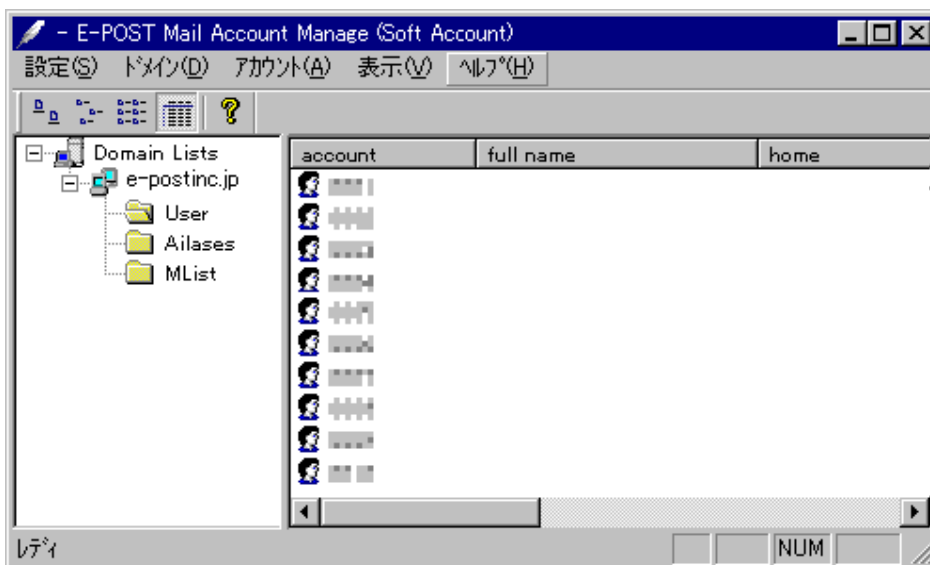 - E-POST Mail Account Manage (Soft Account)
設定(S) ﾄﾞﾒｲﾝ(D) ｱｶｳﾝﾄ(A) 表示(V) ﾍﾙﾌﾟ(H)
Domain Lists
e-postinc.jp
User
Ailases
MList
account full name home
ﾚﾃﾞｨ NUM